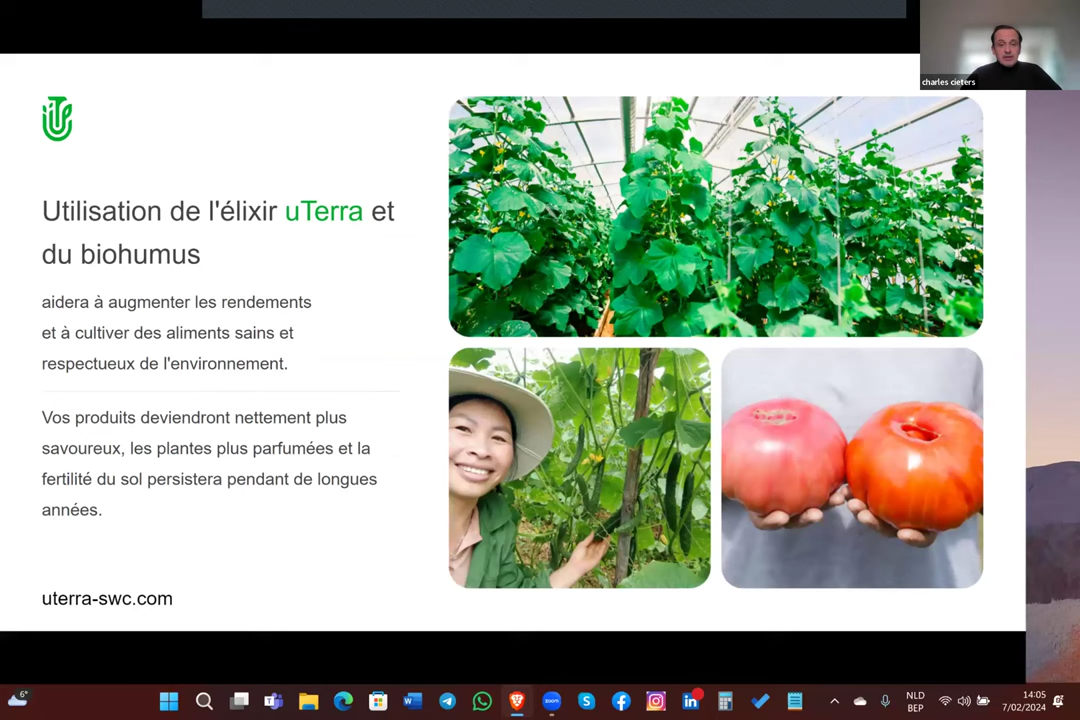 charles cieters
Utilisation de l'élixir uTerra et
du biohumus
aidera à augmenter les rendements
et à cultiver des aliments sains et
respectueux de l'environnement.
Vos produits deviendront nettement plus
savoureux, les plantes plus parfumées et la
fertilité du sol persistera pendant de longues
années.
uterra-swc.com
6°
zoom
NLD
BEP
14:05
7/02/2024